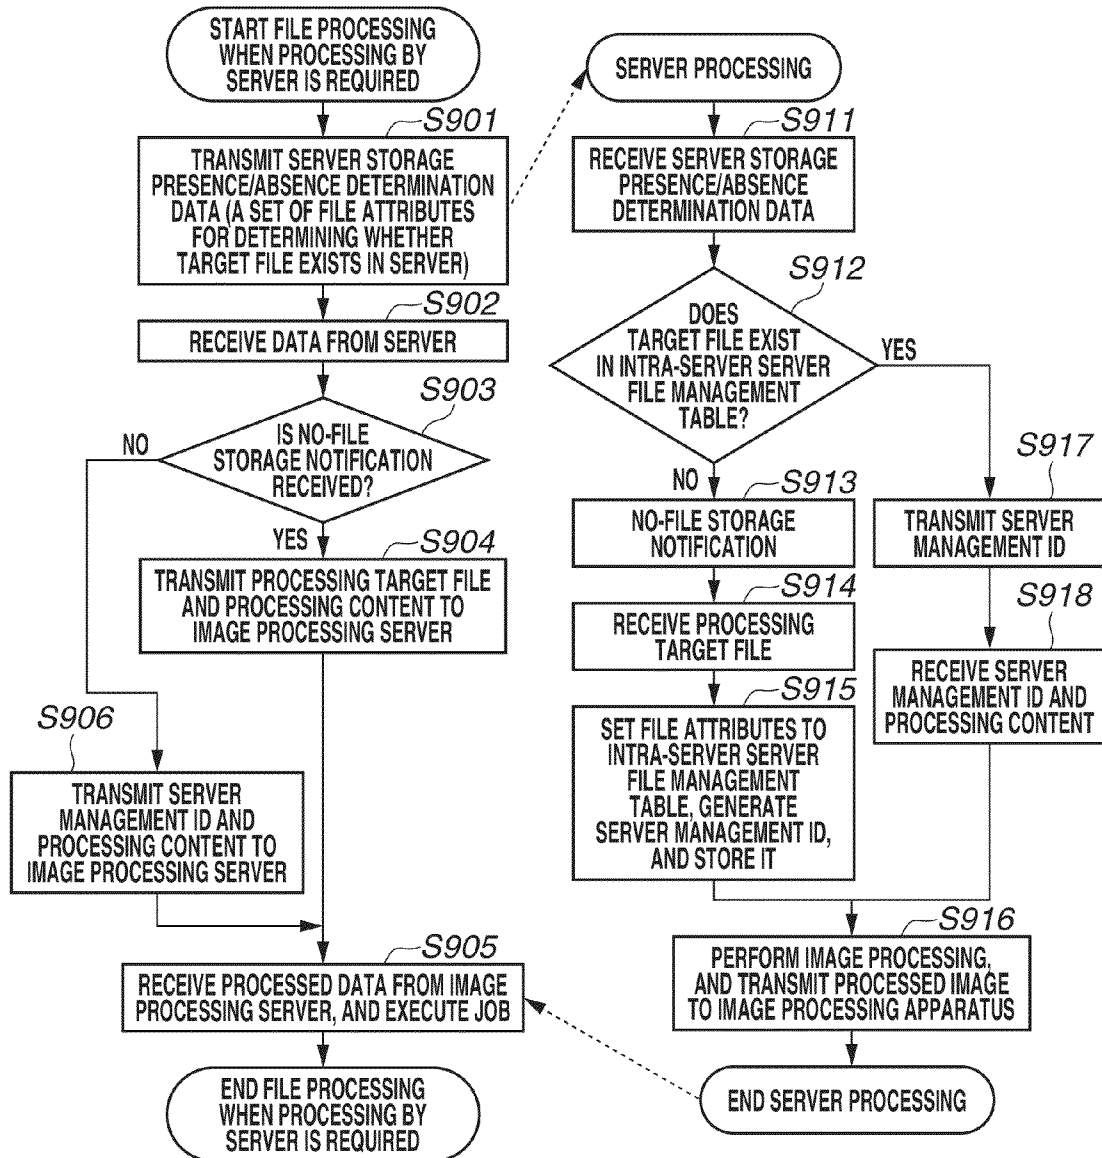 START FILE PROCESSING
WHEN PROCESSING BY
SERVER IS REQUIRED
S901
TRANSMIT SERVER STORAGE
PRESENCE/ABSENCE DETERMINATION
DATA (A SET OF FILE ATTRIBUTES
FOR DETERMINING WHETHER
TARGET FILE EXISTS IN SERVER)
S902
RECEIVE DATA FROM SERVER
S903
IS NO-FILE
STORAGE NOTIFICATION
RECEIVED?
NO
YES
S904
TRANSMIT PROCESSING TARGET FILE
AND PROCESSING CONTENT TO
IMAGE PROCESSING SERVER
S906
TRANSMIT SERVER
MANAGEMENT ID AND
PROCESSING CONTENT TO
IMAGE PROCESSING SERVER
S905
RECEIVE PROCESSED DATA FROM IMAGE
PROCESSING SERVER, AND EXECUTE JOB
END FILE PROCESSING
WHEN PROCESSING BY
SERVER IS REQUIRED
SERVER PROCESSING
S911
RECEIVE SERVER STORAGE
PRESENCE/ABSENCE
DETERMINATION DATA
S912
DOES
TARGET FILE EXIST
IN INTRA-SERVER SERVER
FILE MANAGEMENT
TABLE?
YES
NO
S913
NO-FILE STORAGE
NOTIFICATION
S914
RECEIVE PROCESSING
TARGET FILE
S915
SET FILE ATTRIBUTES TO
INTRA-SERVER SERVER
FILE MANAGEMENT
TABLE, GENERATE
SERVER MANAGEMENT ID,
AND STORE IT
S917
TRANSMIT SERVER
MANAGEMENT ID
S918
RECEIVE SERVER
MANAGEMENT ID AND
PROCESSING CONTENT
S916
PERFORM IMAGE PROCESSING,
AND TRANSMIT PROCESSED IMAGE
TO IMAGE PROCESSING APPARATUS
END SERVER PROCESSING